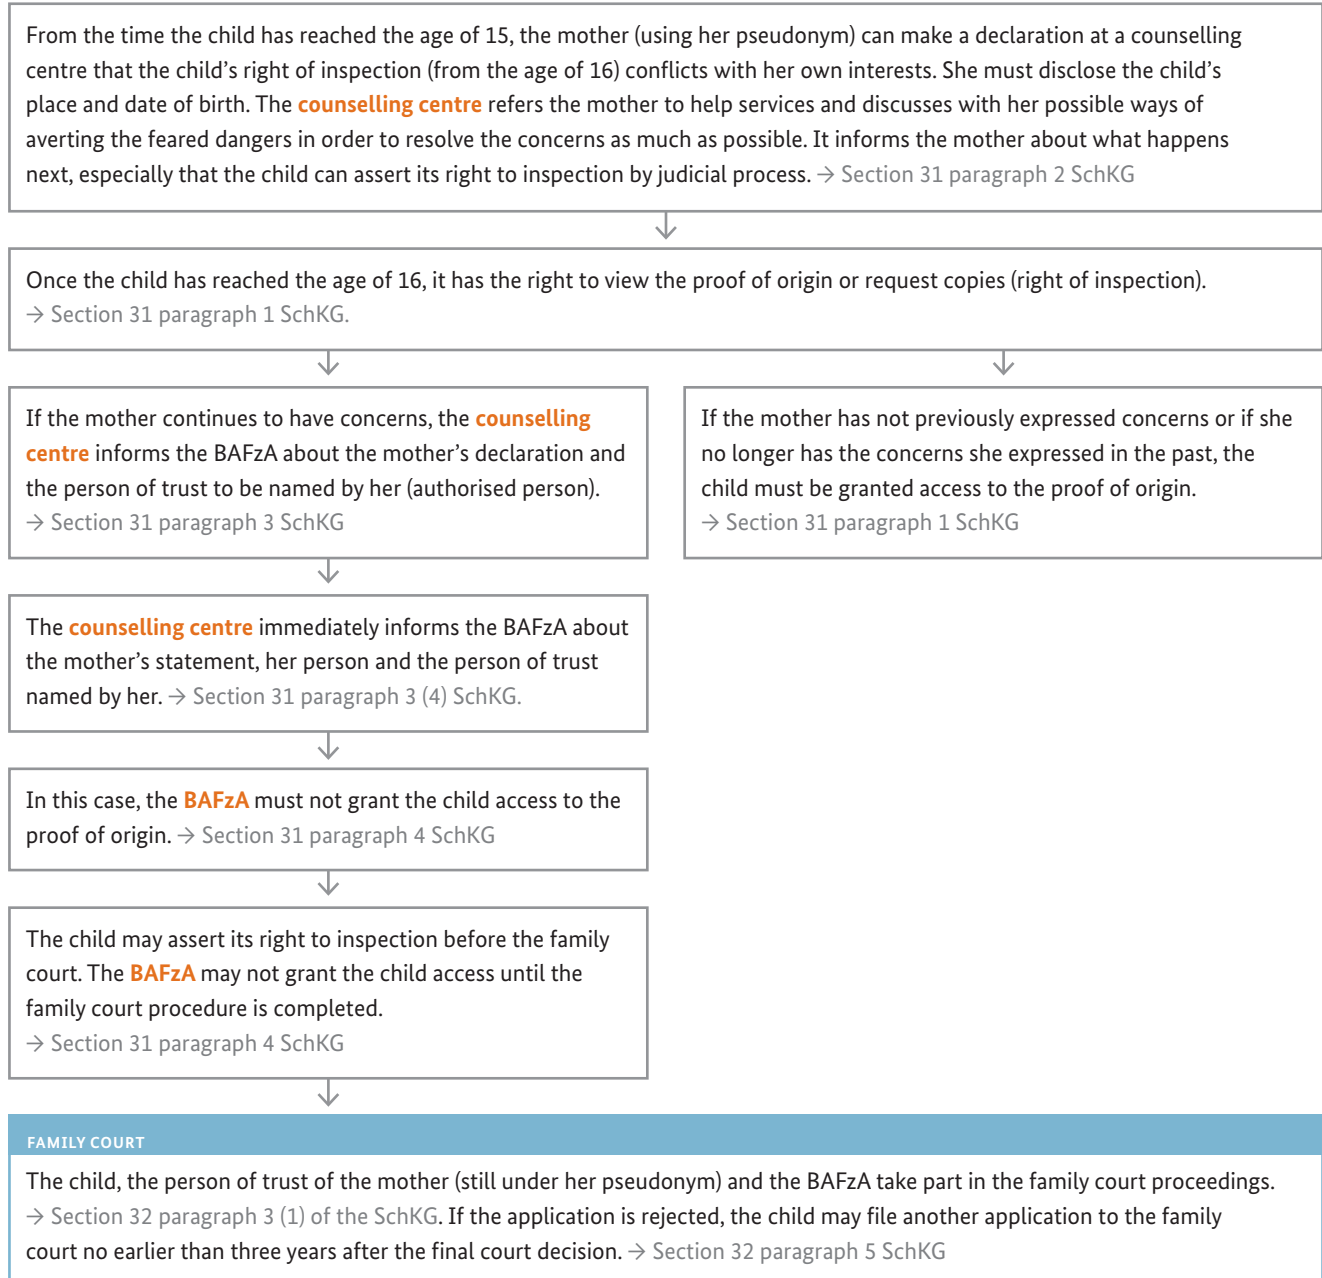 From the time the child has reached the age of 15, the mother (using her pseudonym) can make a declaration at a counselling
centre that the child’s right of inspection (from the age of 16) conflicts with her own interests. She must disclose the child’s
place and date of birth. The counselling centre refers the mother to help services and discusses with her possible ways of
averting the feared dangers in order to resolve the concerns as much as possible. It informs the mother about what happens
next, especially that the child can assert its right to inspection by judicial process. → Section 31 paragraph 2 SchKG
Once the child has reached the age of 16, it has the right to view the proof of origin or request copies (right of inspection).
→ Section 31 paragraph 1 SchKG.
If the mother continues to have concerns, the counselling
centre informs the BAFzA about the mother’s declaration and
the person of trust to be named by her (authorised person).
→ Section 31 paragraph 3 SchKG
If the mother has not previously expressed concerns or if she
no longer has the concerns she expressed in the past, the
child must be granted access to the proof of origin.
→ Section 31 paragraph 1 SchKG
The counselling centre immediately informs the BAFzA about
the mother’s statement, her person and the person of trust
named by her. → Section 31 paragraph 3 (4) SchKG.
In this case, the BAFzA must not grant the child access to the
proof of origin. → Section 31 paragraph 4 SchKG
The child may assert its right to inspection before the family
court. The BAFzA may not grant the child access until the
family court procedure is completed.
→ Section 31 paragraph 4 SchKG
FAMILY COURT
The child, the person of trust of the mother (still under her pseudonym) and the BAFzA take part in the family court proceedings.
→ Section 32 paragraph 3 (1) of the SchKG. If the application is rejected, the child may file another application to the family
court no earlier than three years after the final court decision. → Section 32 paragraph 5 SchKG